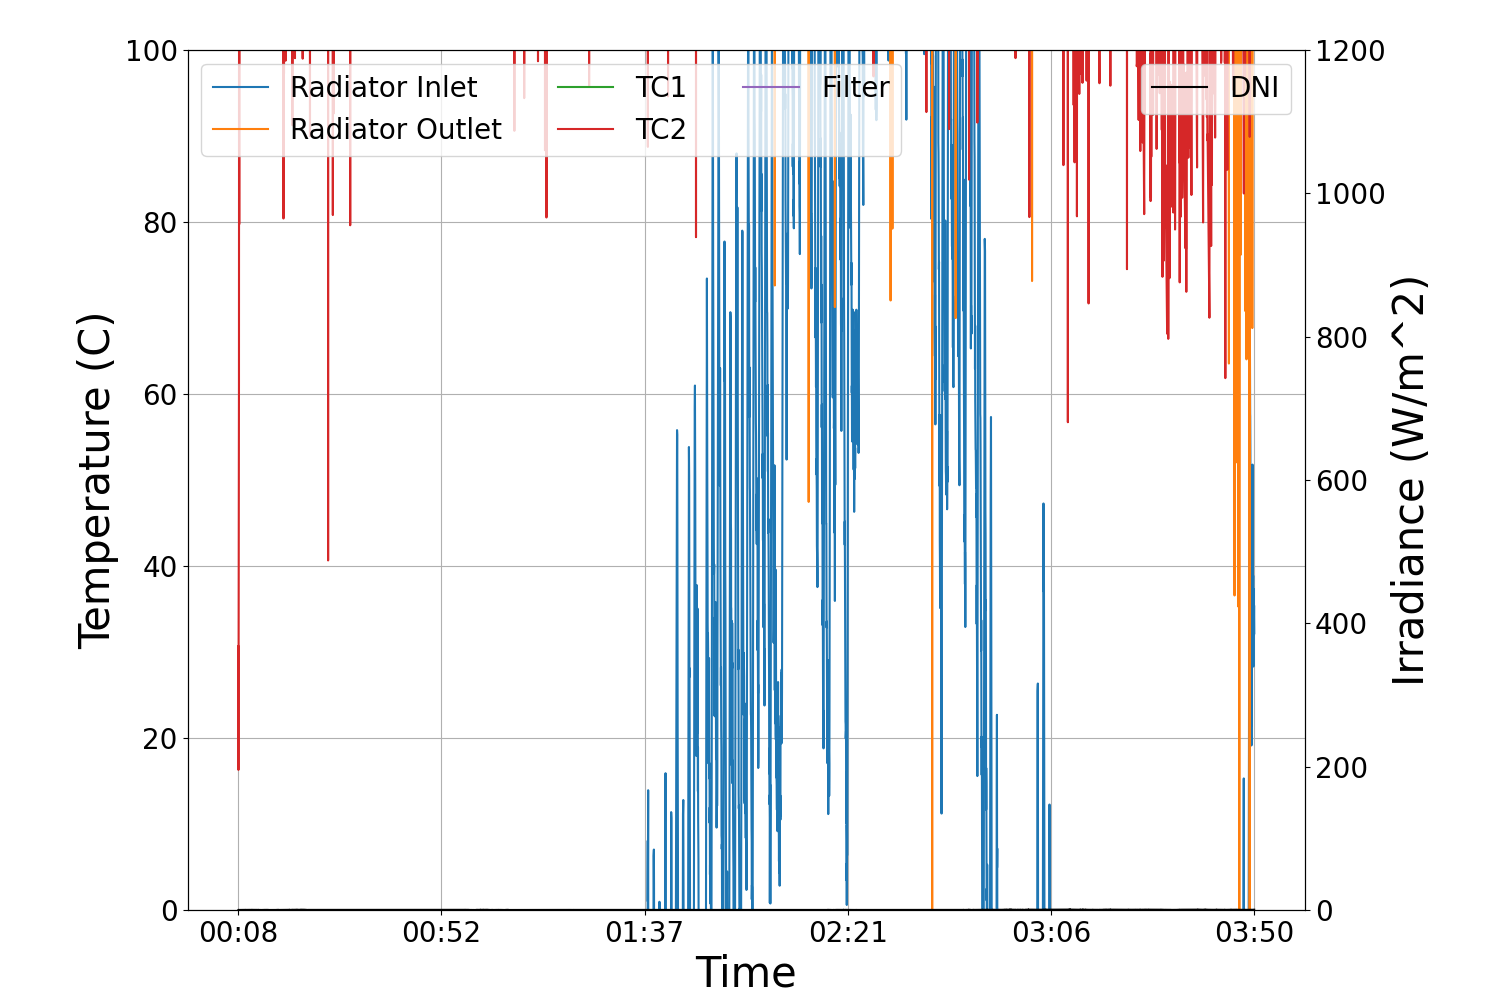 Radiator Inlet
Radiator Outlet
TC1
TC2
Filter
DNI
100
80
60
40
20
0
Temperature (C)
1200
1000
800
600
400
200
0
Irradiance (W/m^2)
00:08 00:52 01:37 02:21 03:06 03:50
Time